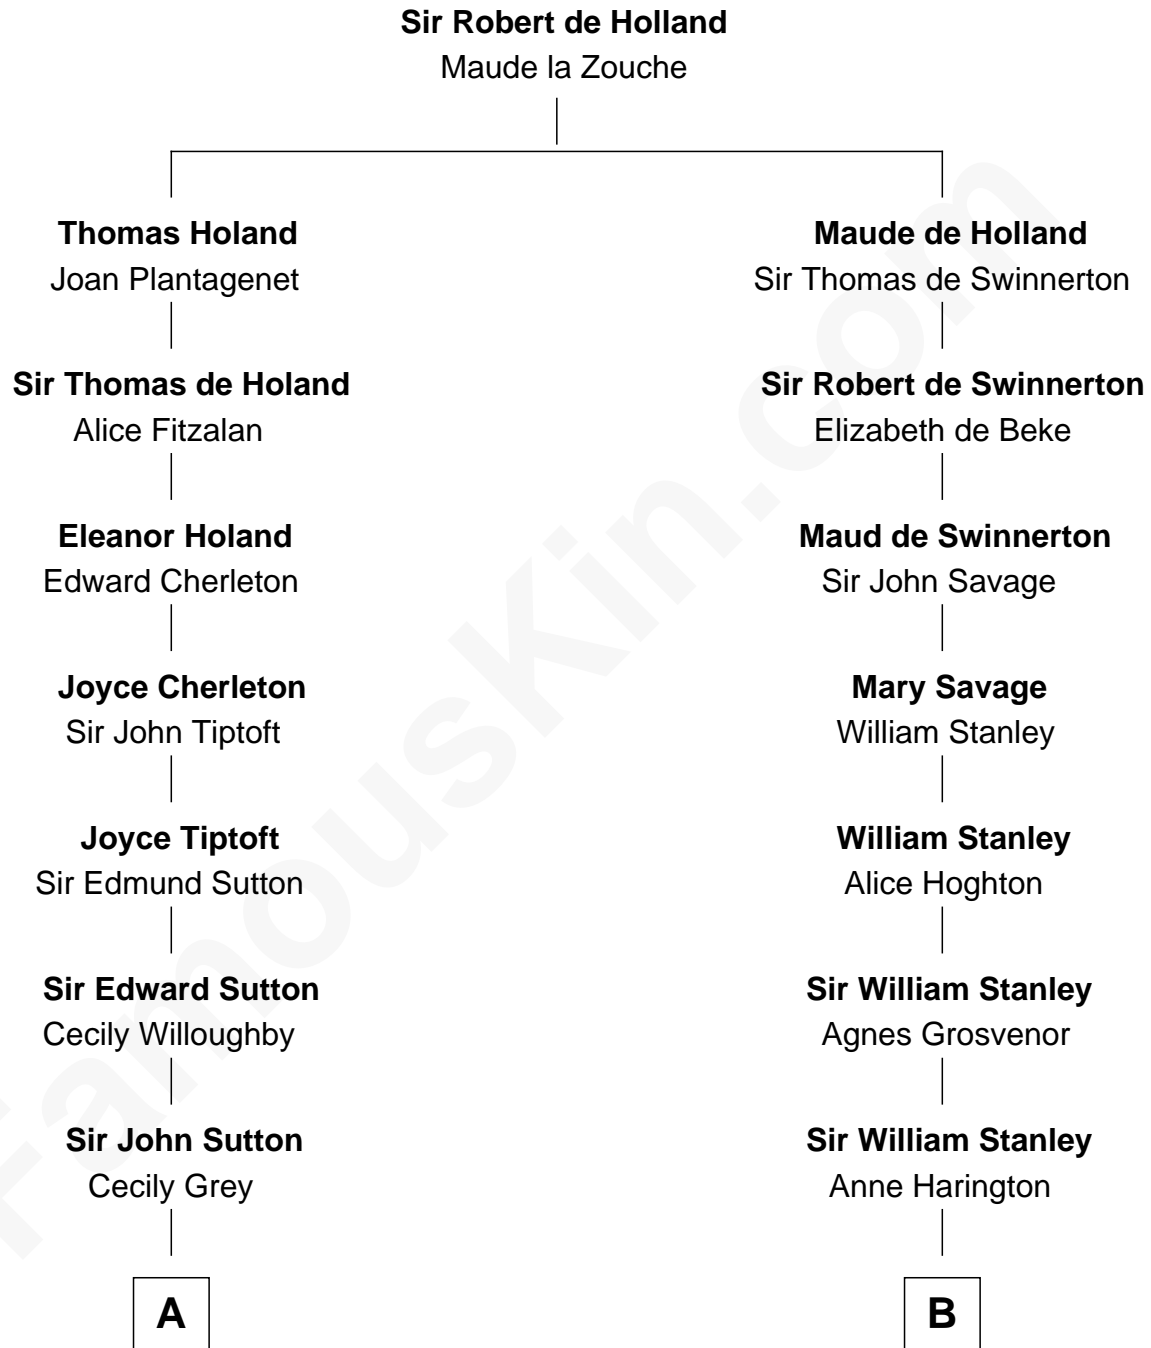 Sir Robert de Holland
Maude la Zouche
Thomas Holand
Joan Plantagenet
Maude de Holland
Sir Thomas de Swinnerton
Sir Thomas de Holand
Alice Fitzalan
Sir Robert de Swinnerton
Elizabeth de Beke
Eleanor Holand
Edward Cherleton
Maud de Swinnerton
Sir John Savage
Joyce Cherleton
Sir John Tiptoft
Mary Savage
William Stanley
Joyce Tiptoft
Sir Edmund Sutton
William Stanley
Alice Hoghton
Sir Edward Sutton
Cecily Willoughby
Sir William Stanley
Agnes Grosvenor
Sir John Sutton
Cecily Grey
Sir William Stanley
Anne Harington
A
B
FamousKin.com